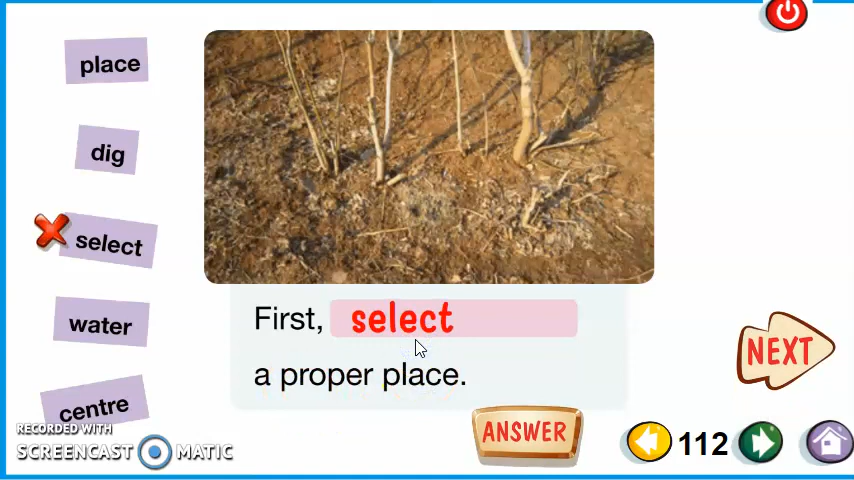 place
dig
select
water
centre
First, select
a proper place.
NEXT
ANSWER
112
RECORDED WITH
SCREENCAST MATIC